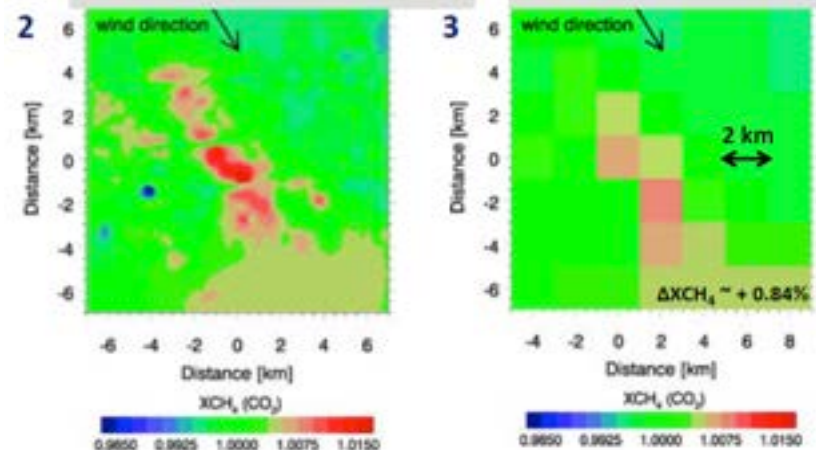 2
wind direction
6
4
2
0
-2
-4
-6
Distance [km]
-6 -4 -2 0 2 4 6
Distance [km]
XCH₄ (CO₂)
0.9850 0.9925 1.0000 1.0075 1.0150
3
wind direction
6
4
2
0
-2
-4
-6
Distance [km]
2 km
ΔXCH₄ ~ + 0.84%
-4 -2 0 2 4 6 8
Distance [km]
XCH₄ (CO₂)
0.9850 0.9925 1.0000 1.0075 1.0150